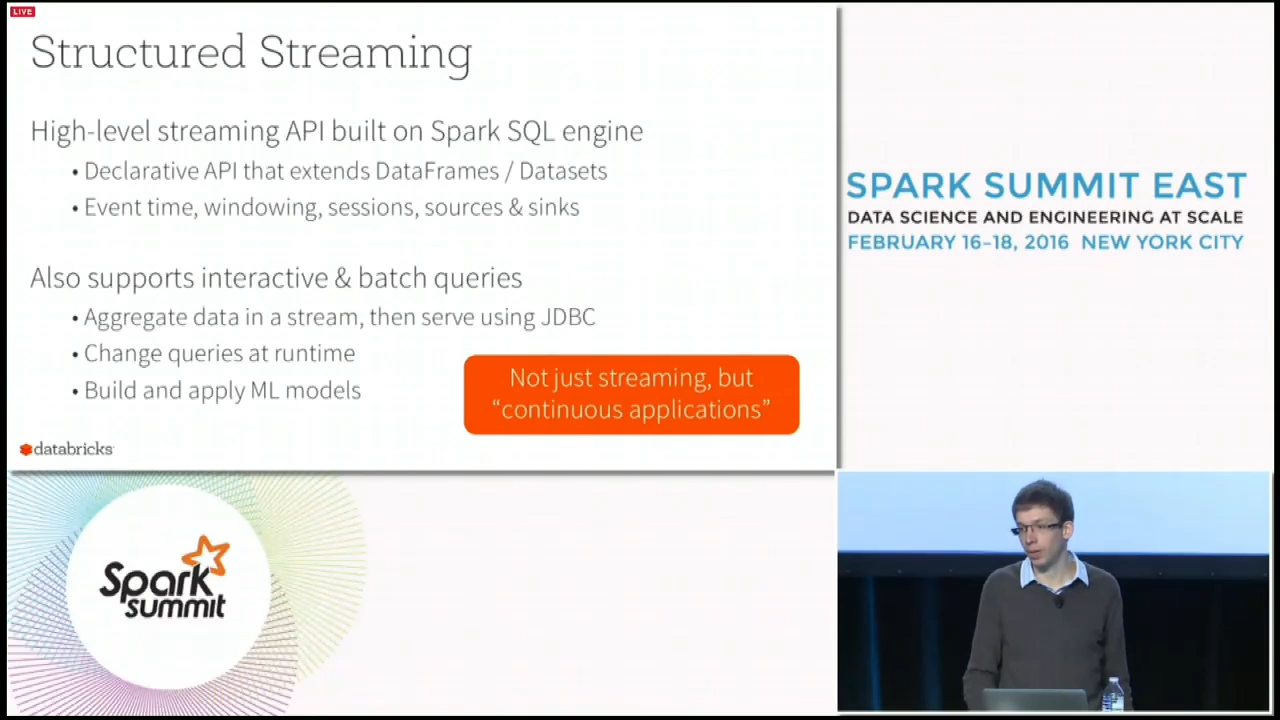 LIVE
Structured Streaming
High-level streaming API built on Spark SQL engine
• Declarative API that extends DataFrames / Datasets
• Event time, windowing, sessions, sources & sinks
Also supports interactive & batch queries
• Aggregate data in a stream, then serve using JDBC
• Change queries at runtime
• Build and apply ML models
Not just streaming, but
“continuous applications”
databricks
SPARK SUMMIT EAST
DATA SCIENCE AND ENGINEERING AT SCALE
FEBRUARY 16–18, 2016 NEW YORK CITY
Spark
summit